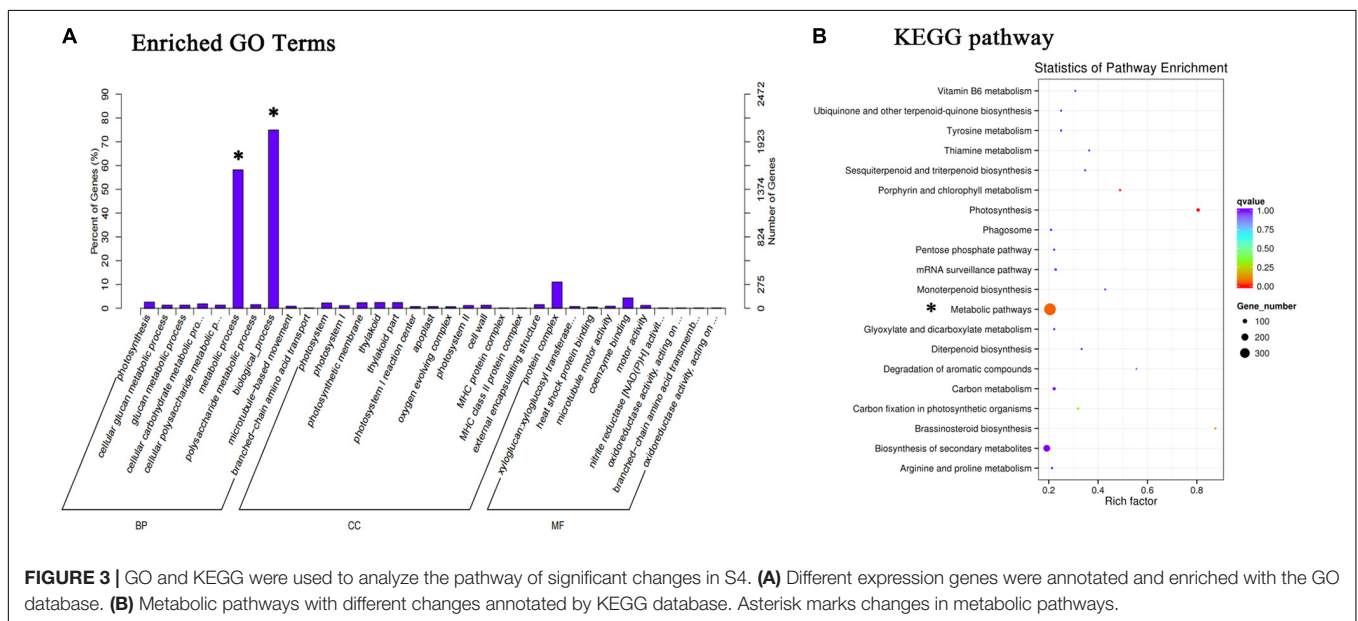 A
Enriched GO Terms
Percent of Genes (%)
90
80
70
60
50
40
30
20
10
0
*
*
2472
1923
1374
824
275
0
Number of Genes
photosynthesis
cellular glucan metabolic process
glucan metabolic process
cellular carbohydrate metabolic pro...
cellular polysaccharide metabolic p...
metabolic process
polysaccharide metabolic process
biological_process
microtubule-based movement
branched-chain amino acid transport
photosystem
photosystem I
photosynthetic membrane
thylakoid
thylakoid part
photosystem I reaction center
apoplast
oxygen evolving complex
photosystem II
cell wall
MHC protein complex
MHC class II protein complex
external encapsulating structure
protein complex
xyloglucan:xyloglucosyl transferase...
heat shock protein binding
microtubule motor activity
coenzyme binding
motor activity
nitrite reductase [NAD(P)H] activit...
oxidoreductase activity, acting on ...
branched-chain amino acid transmemb...
oxidoreductase activity, acting on ...
BP
CC
MF
B
KEGG pathway
Statistics of Pathway Enrichment
Vitamin B6 metabolism
Ubiquinone and other terpenoid-quinone biosynthesis
Tyrosine metabolism
Thiamine metabolism
Sesquiterpenoid and triterpenoid biosynthesis
Porphyrin and chlorophyll metabolism
Photosynthesis
Phagosome
Pentose phosphate pathway
mRNA surveillance pathway
Monoterpenoid biosynthesis
* Metabolic pathways
Glyoxylate and dicarboxylate metabolism
Diterpenoid biosynthesis
Degradation of aromatic compounds
Carbon metabolism
Carbon fixation in photosynthetic organisms
Brassinosteroid biosynthesis
Biosynthesis of secondary metabolites
Arginine and proline metabolism
0.2 0.4 0.6 0.8
Rich factor
qvalue
1.00
0.75
0.50
0.25
0.00
Gene_number
100
200
300
FIGURE 3 | GO and KEGG were used to analyze the pathway of significant changes in S4. (A) Different expression genes were annotated and enriched with the GO
database. (B) Metabolic pathways with different changes annotated by KEGG database. Asterisk marks changes in metabolic pathways.